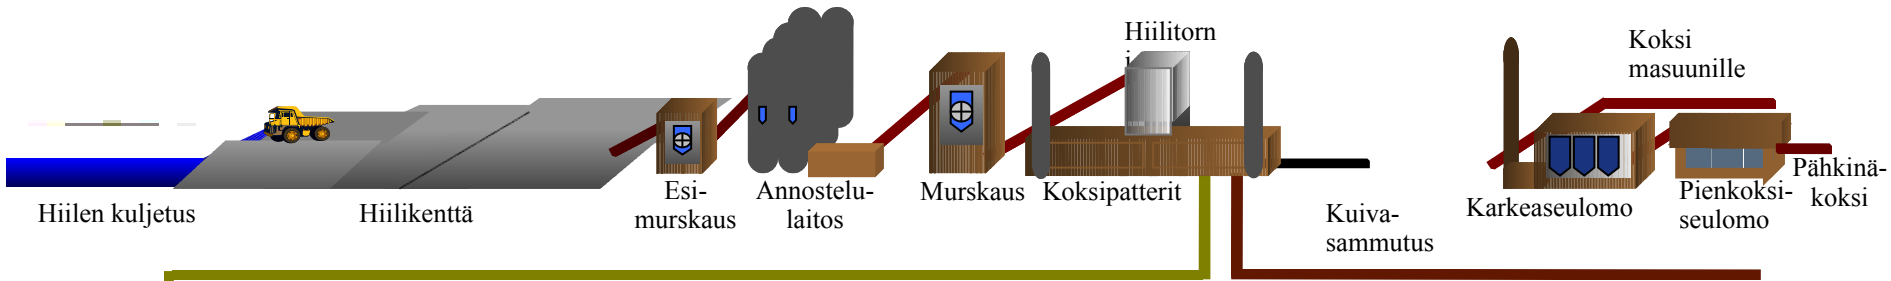 Hiilen kuljetus
Hiilikenttä
Esi-
murskaus
Annostelu-
laitos
Murskaus
Hiilitorn
i
Koksipatterit
Kuiva-
sammutus
Karkeaseulomo
Koksi
masuunille
Pienkoksi-
seulomo
Pähkinä-
koksi